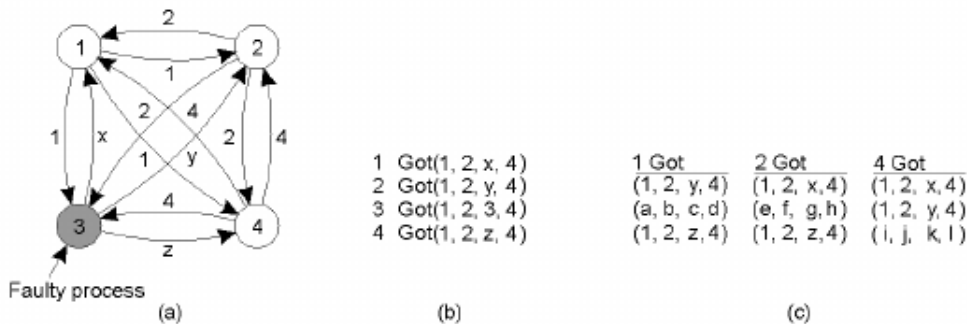 2
1
2
1
2
4
1
x
2
4
1
y
4
3
4
4
z
Faulty process
(a)
1 Got(1, 2, x, 4)
2 Got(1, 2, y, 4)
3 Got(1, 2, 3, 4)
4 Got(1, 2, z, 4)
(b)
1 Got 2 Got 4 Got
(1, 2, y, 4) (1, 2, x, 4) (1, 2, x, 4)
(a, b, c, d) (e, f, g, h) (1, 2, y, 4)
(1, 2, z, 4) (1, 2, z, 4) (i, j, k, l)
(c)